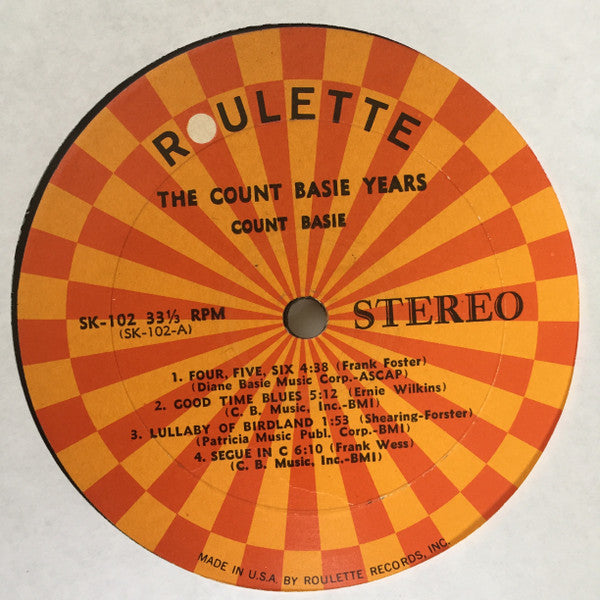 ROULETTE
THE COUNT BASIE YEARS
COUNT BASIE
SK-102 33⅓ RPM
(SK-102-A)
STEREO
1. FOUR, FIVE, SIX 4:38 (Frank Foster)
(Diane Basie Music Corp.-ASCAP)
2. GOOD TIME BLUES 5:12 (Ernie Wilkins)
(C. B. Music, Inc.-BMI)
3. LULLABY OF BIRDLAND 1:53 (Shearing-Forster)
(Patricia Music Publ. Corp.-BMI)
4. SEGUE IN C 6:10 (Frank Wess)
(C. B. Music, Inc.-BMI)
MADE IN U.S.A. BY ROULETTE RECORDS, INC.